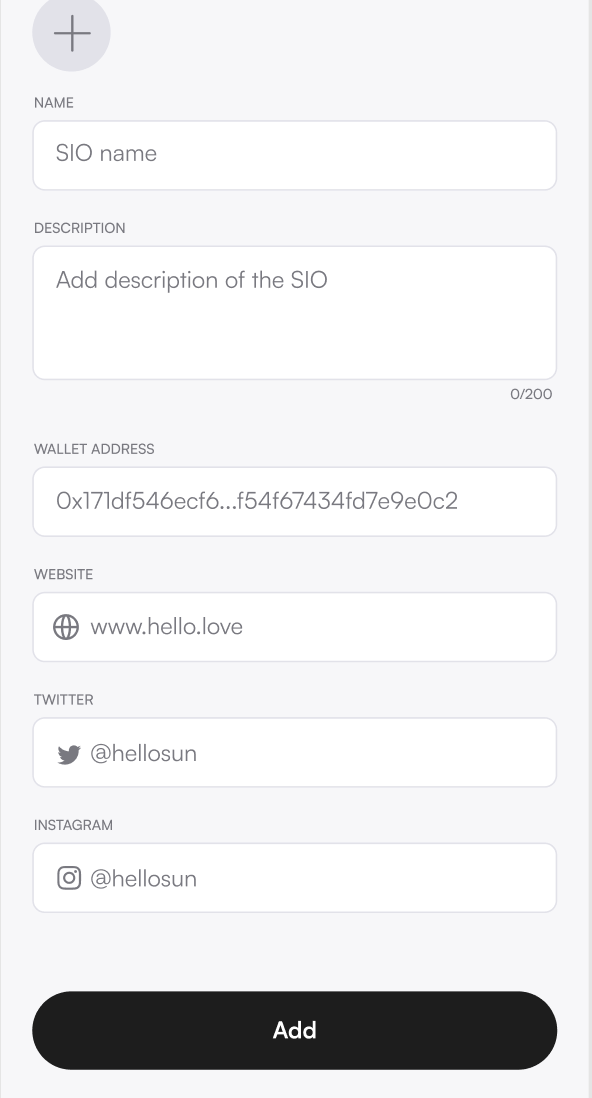 NAME
SIO name
DESCRIPTION
Add description of the SIO
0/200
WALLET ADDRESS
0x171df546ecf6...f54f67434fd7e9e0c2
WEBSITE
www.hello.love
TWITTER
@hellosun
INSTAGRAM
@hellosun
Add